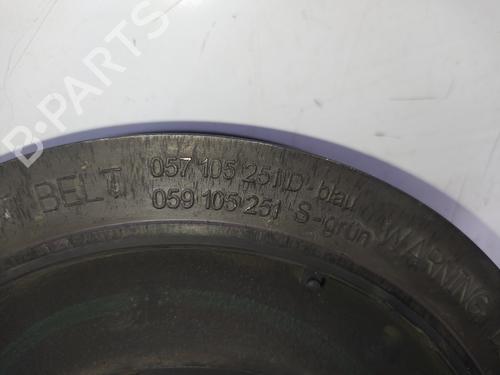 B-PARTS
BELT 057 105 251 D-blau
059 105 251 S-grün WARNING